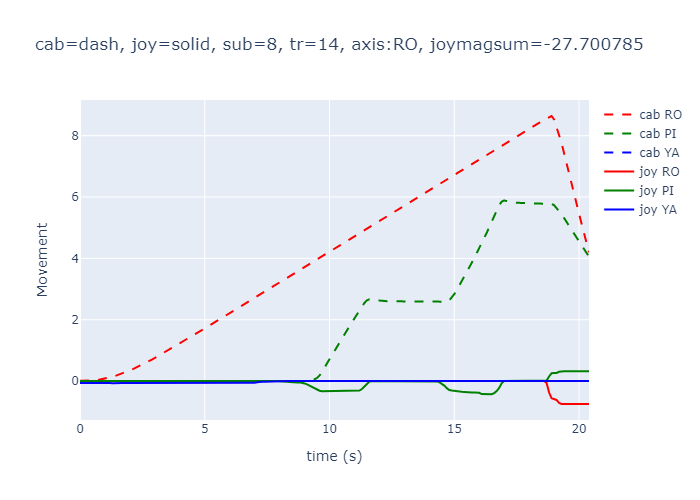 cab=dash, joy=solid, sub=8, tr=14, axis:RO, joymagsum=-27.700785
Movement
8
6
4
2
0
0 5 10 15 20
time (s)
cab RO
cab PI
cab YA
joy RO
joy PI
joy YA